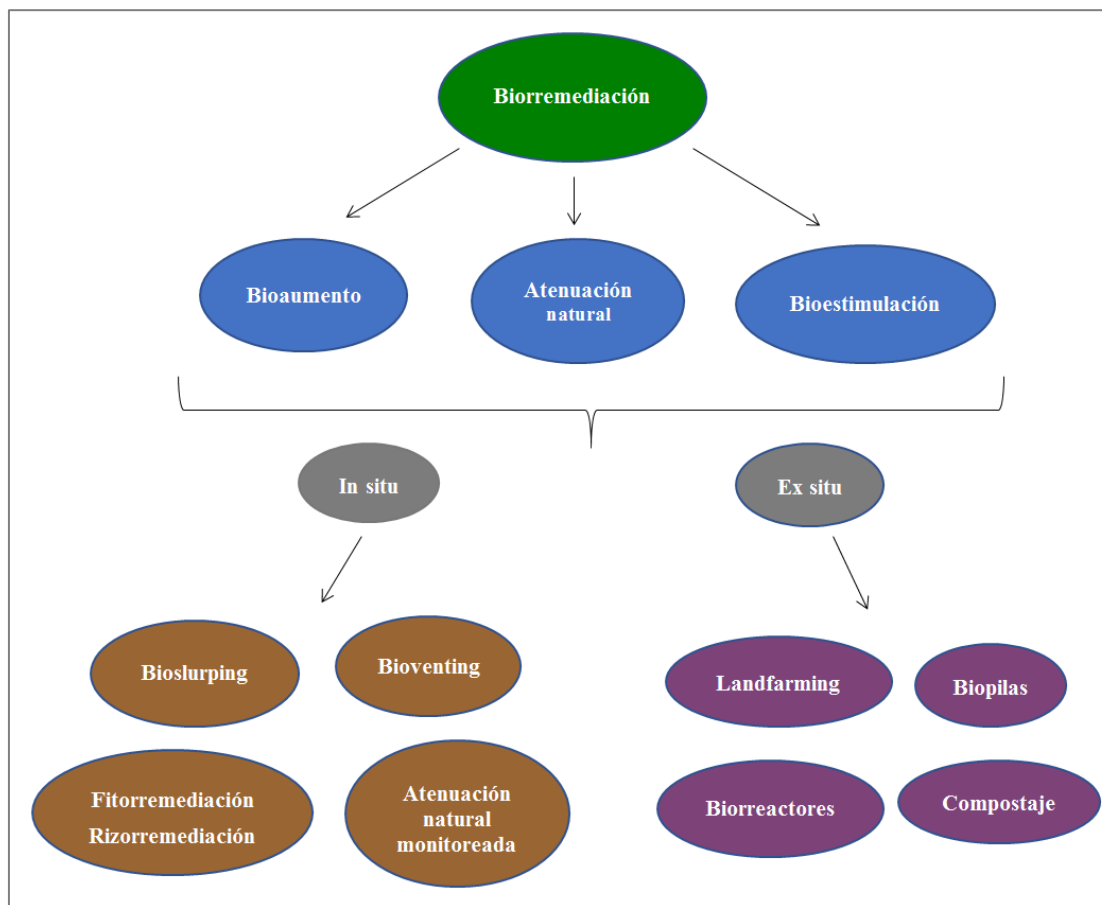 Biorremediación
Bioaumento
Atenuación
natural
Bioestimulación
In situ
Ex situ
Bioslurping
Bioventing
Landfarming
Biopilas
Fitorremediación
Rizorremediación
Atenuación
natural
monitoreada
Biorreactores
Compostaje